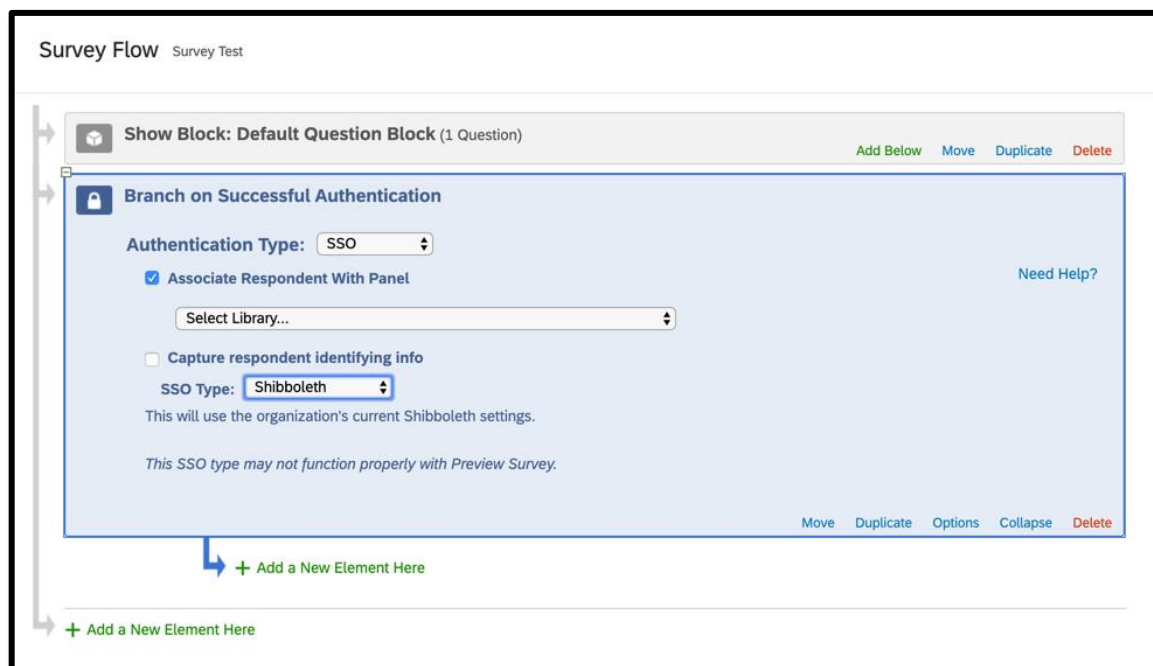 Survey Flow Survey Test
Show Block: Default Question Block (1 Question)
Add Below Move Duplicate Delete
Branch on Successful Authentication
Authentication Type: SSO
Associate Respondent With Panel
Need Help?
Select Library...
Capture respondent identifying info
SSO Type: Shibboleth
This will use the organization's current Shibboleth settings.
This SSO type may not function properly with Preview Survey.
Move Duplicate Options Collapse Delete
+ Add a New Element Here
+ Add a New Element Here